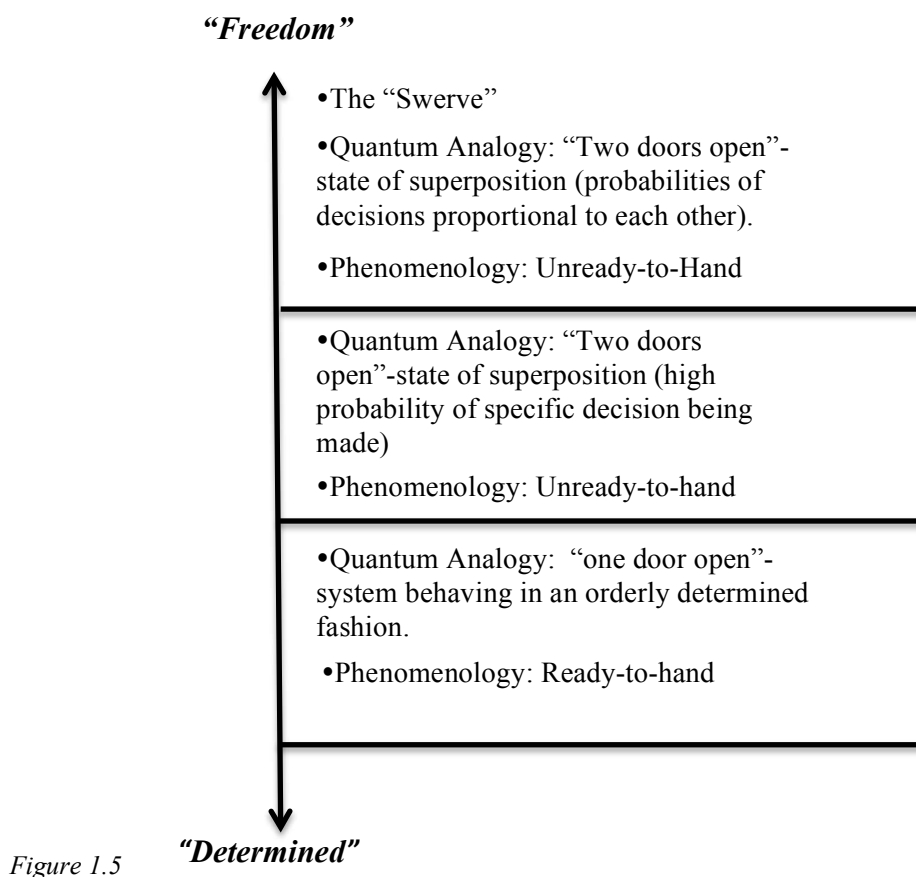 “Freedom”
•The “Swerve”
•Quantum Analogy: “Two doors open”-
state of superposition (probabilities of
decisions proportional to each other).
•Phenomenology: Unready-to-Hand
•Quantum Analogy: “Two doors
open”-state of superposition (high
probability of specific decision being
made)
•Phenomenology: Unready-to-hand
•Quantum Analogy:  “one door open”-
system behaving in an orderly determined
fashion.
•Phenomenology: Ready-to-hand
“Determined”
Figure 1.5